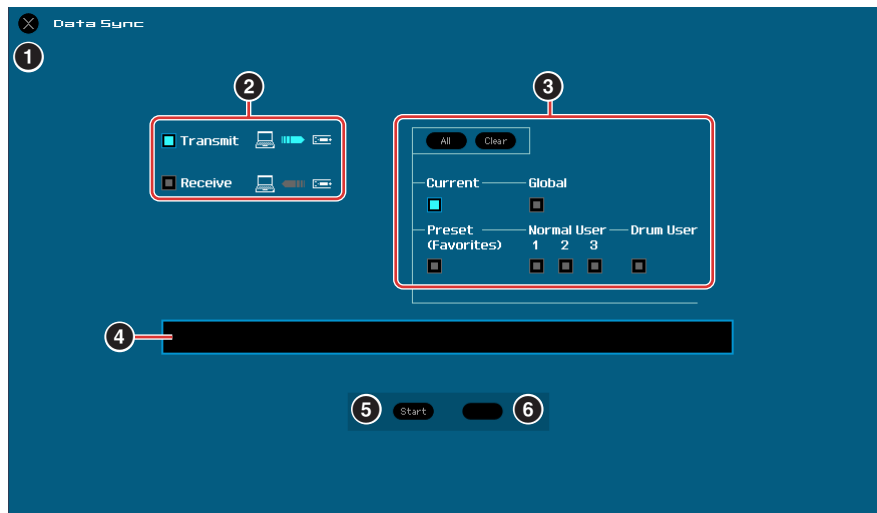 Data Sync
1
2
3
Transmit
Receive
All Clear
Current Global
Preset Normal User Drum User
(Favorites) 1 2 3
4
5 Start 6